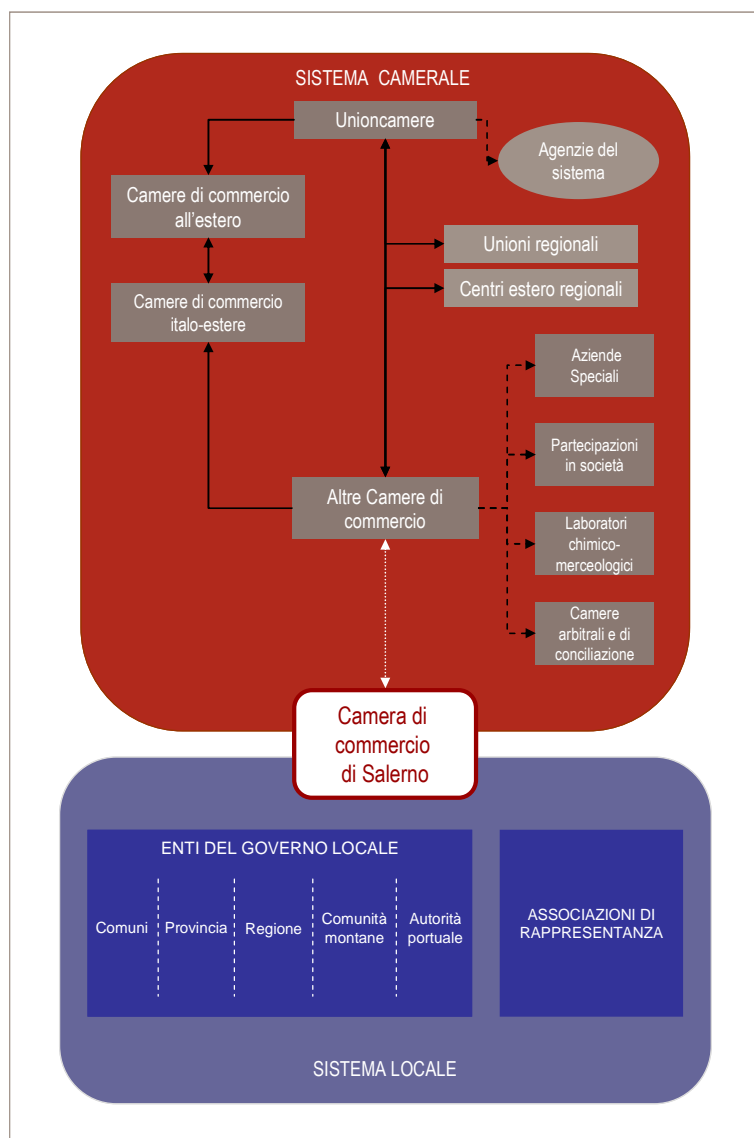 SISTEMA CAMERALE
Unioncamere
Agenzie del
sistema
Camere di commercio
all'estero
Unioni regionali
Centri estero regionali
Camere di commercio
italo-estere
Aziende
Speciali
Partecipazioni
in società
Altre Camere di
commercio
Laboratori
chimico-
merceologici
Camere
arbitrali e di
conciliazione
Camera di
commercio
di Salerno
ENTI DEL GOVERNO LOCALE
Comuni
Provincia
Regione
Comunità
montane
Autorità
portuale
ASSOCIAZIONI DI
RAPPRESENTANZA
SISTEMA LOCALE